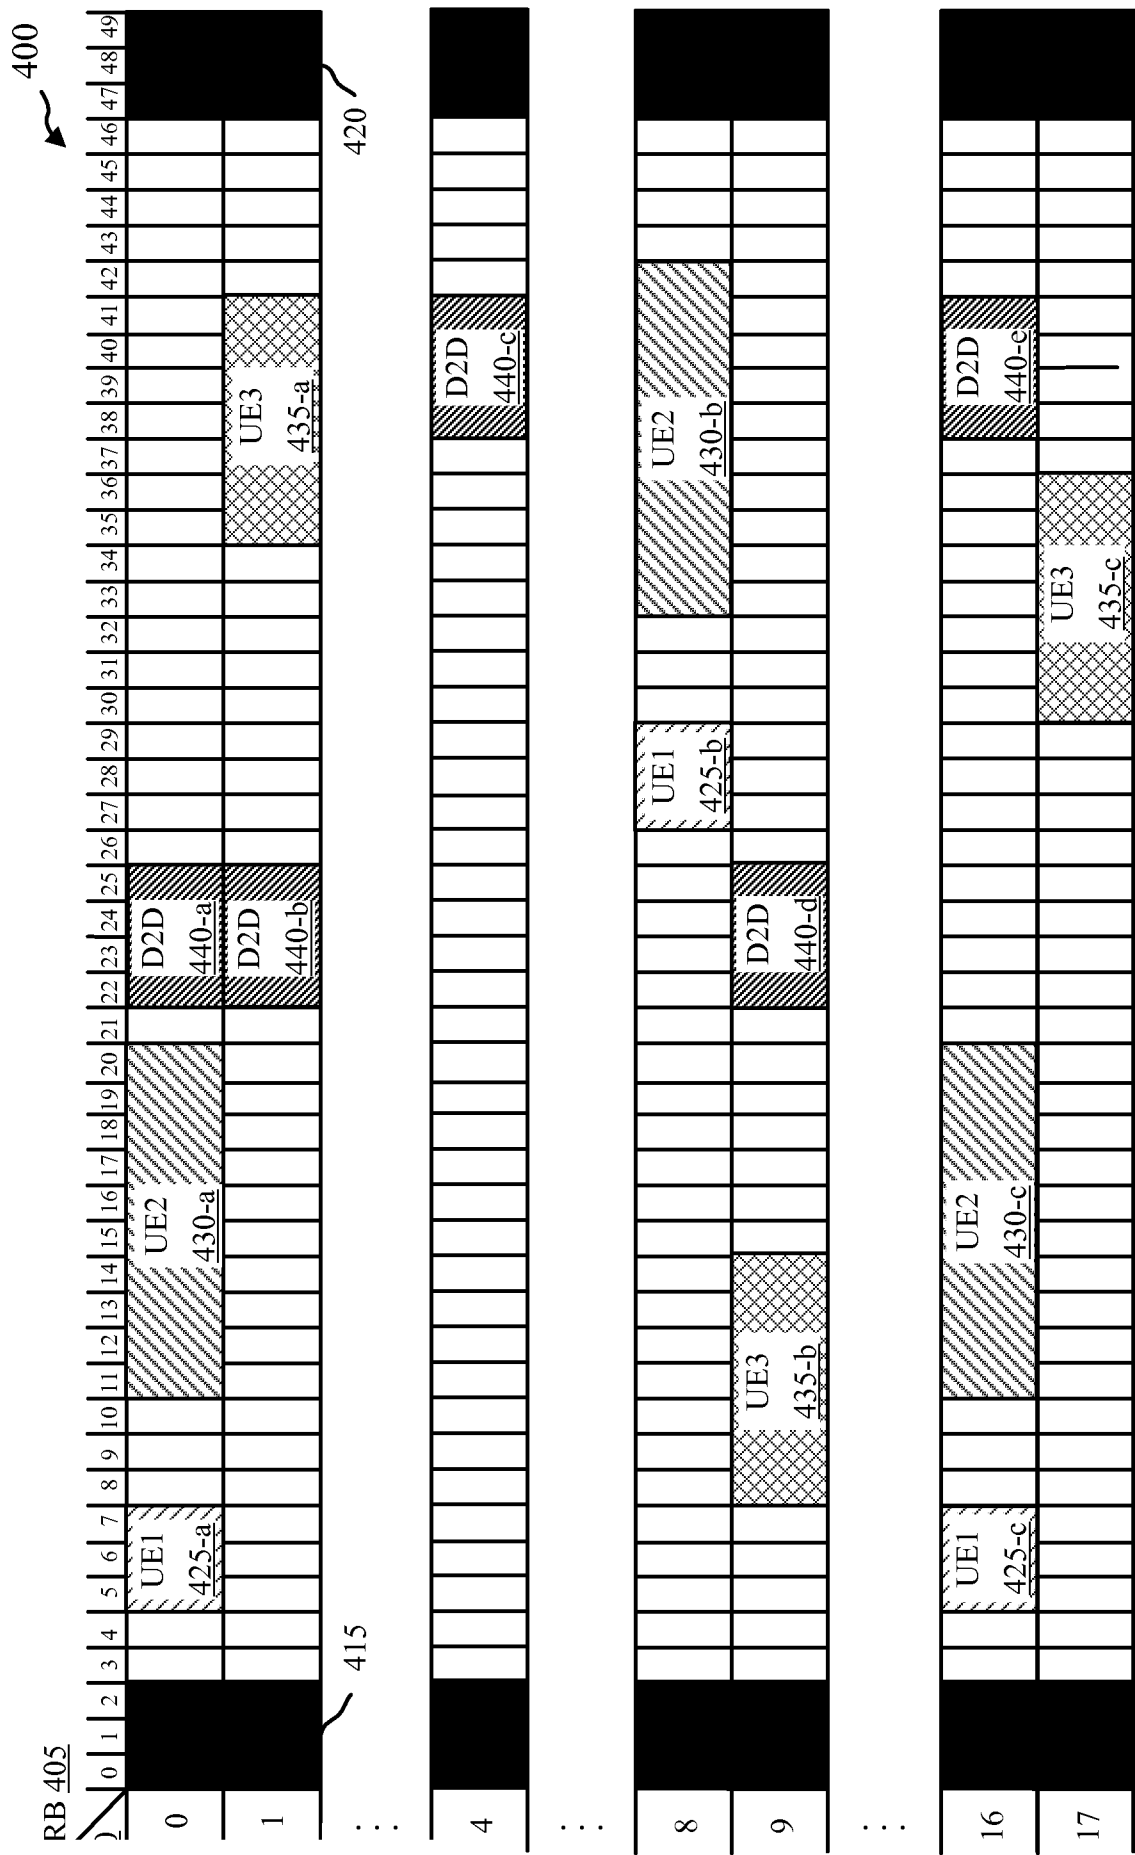 400
RB 405
0 1 2 3 4 5 6 7 8 9 10 11 12 13 14 15 16 17 18 19 20 21 22 23 24 25 26 27 28 29 30 31 32 33 34 35 36 37 38 39 40 41 42 43 44 45 46 47 48 49
0
UE1
425-a
UE2
430-a
D2D
440-a
1
D2D
440-b
UE3
435-a
415
420
. . .
4
D2D
440-c
. . .
8
UE1
425-b
UE2
430-b
9
UE3
435-b
D2D
440-d
. . .
16
UE1
425-c
UE2
430-c
D2D
440-e
17
UE3
435-c